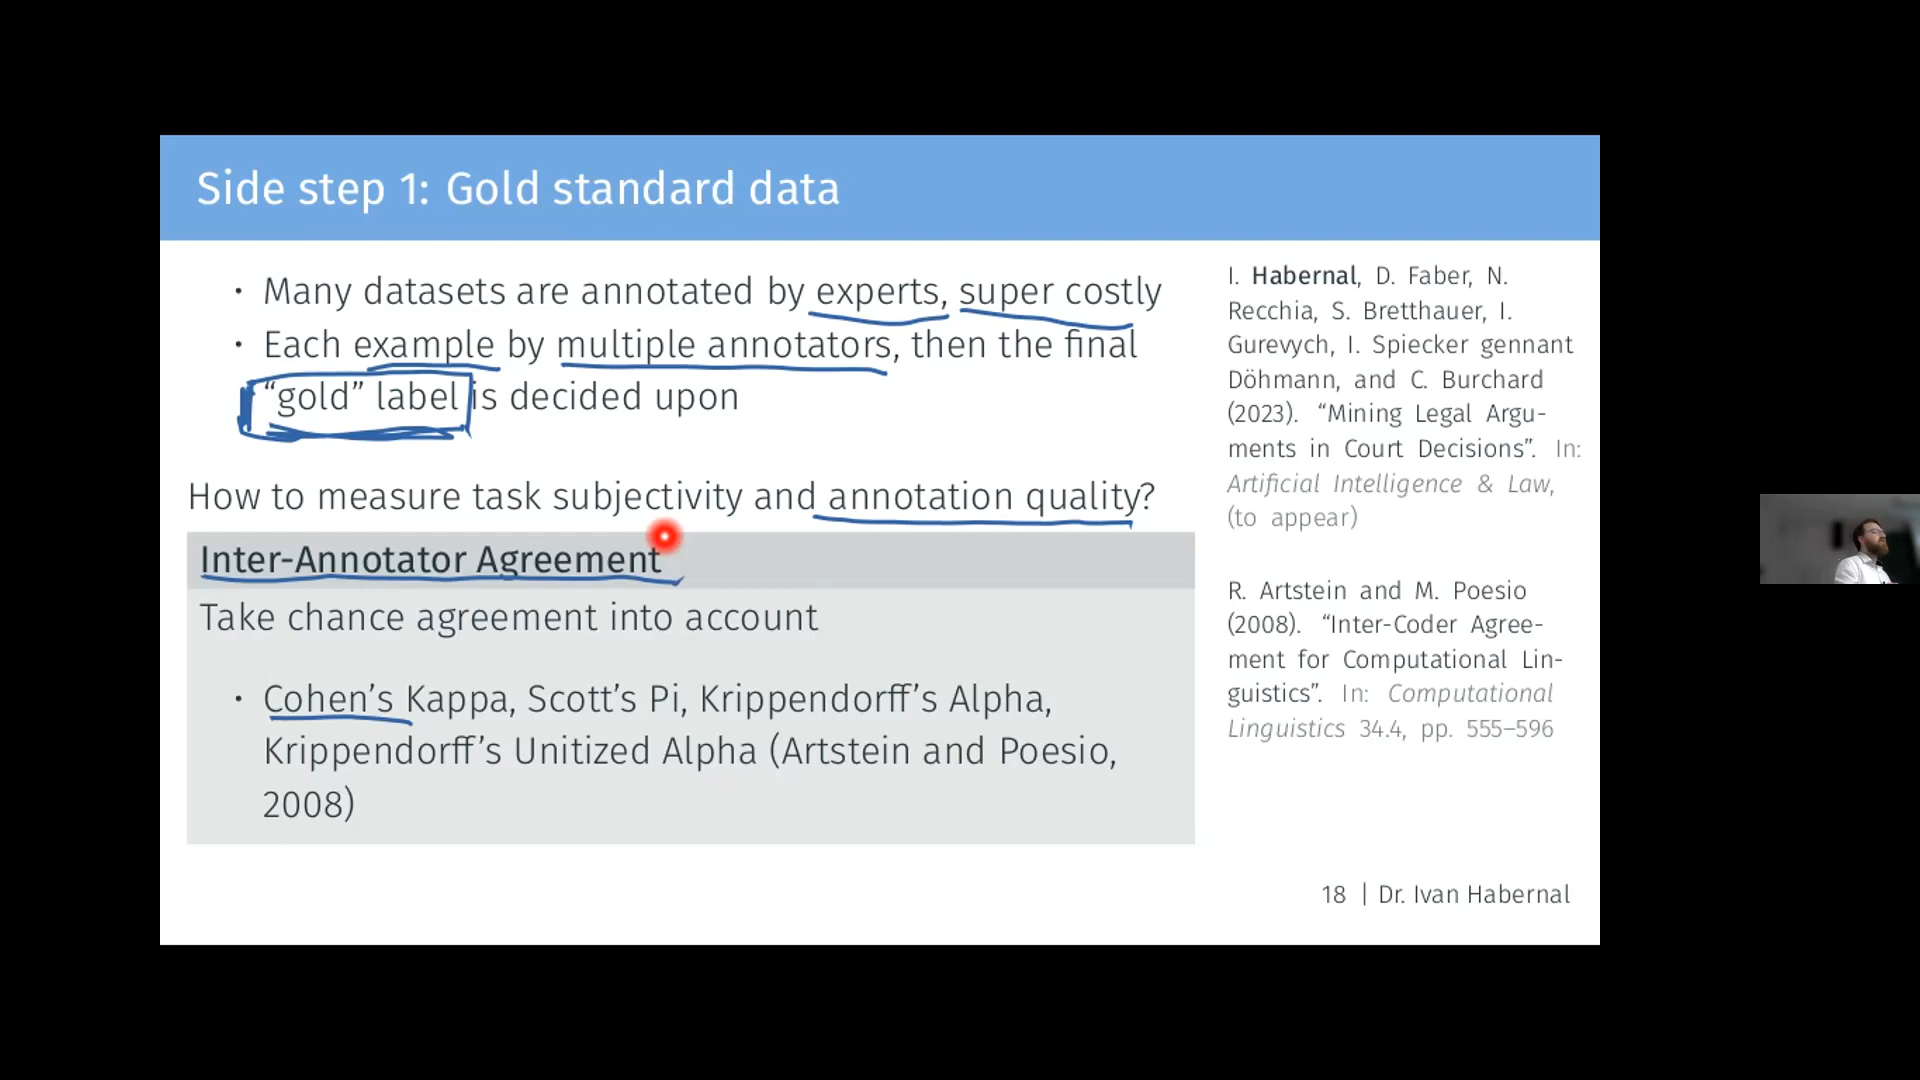 Side step 1: Gold standard data
• Many datasets are annotated by experts, super costly
• Each example by multiple annotators, then the final
“gold” label is decided upon
How to measure task subjectivity and annotation quality?
Inter-Annotator Agreement
Take chance agreement into account
• Cohen’s Kappa, Scott’s Pi, Krippendorff’s Alpha,
Krippendorff’s Unitized Alpha (Artstein and Poesio,
2008)
I. Habernal, D. Faber, N.
Recchia, S. Bretthauer, I.
Gurevych, I. Spiecker gennant
Döhmann, and C. Burchard
(2023). “Mining Legal Argu-
ments in Court Decisions”. In:
Artificial Intelligence & Law,
(to appear)
R. Artstein and M. Poesio
(2008). “Inter-Coder Agree-
ment for Computational Lin-
guistics”. In: Computational
Linguistics 34.4, pp. 555–596
18 | Dr. Ivan Habernal